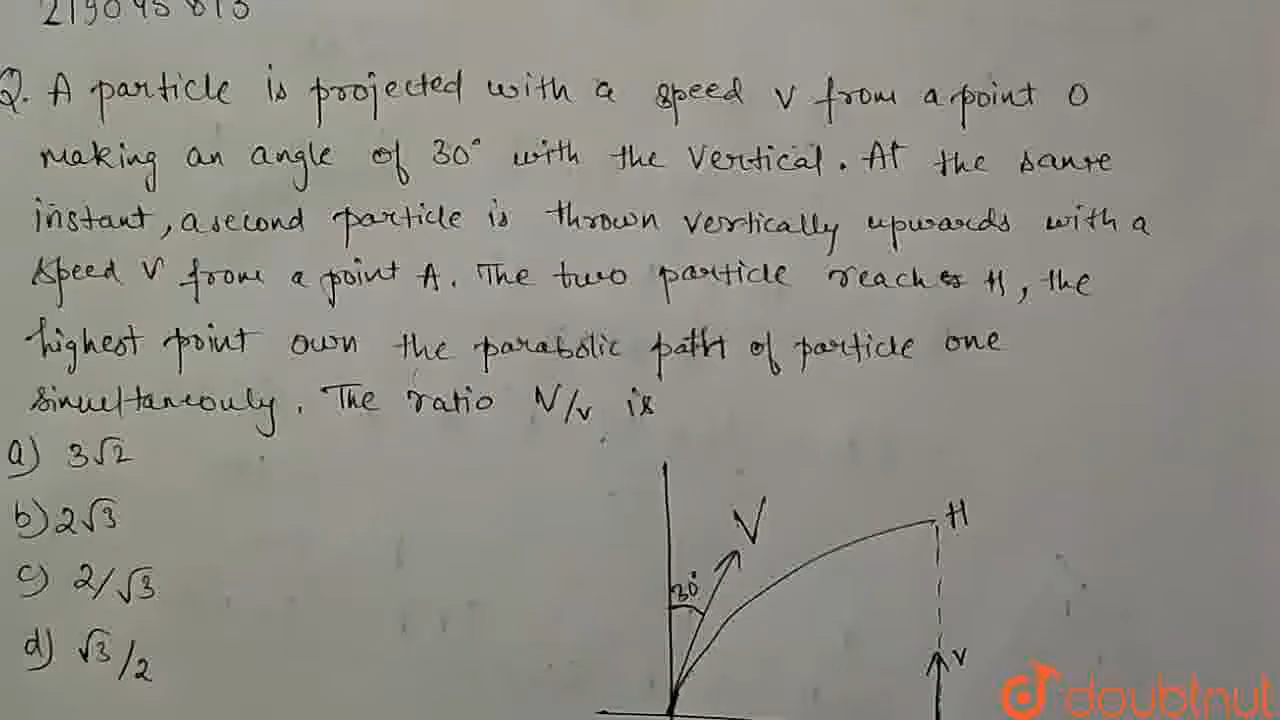 Q. A particle is projected with a speed V from a point O
making an angle of 30° with the vertical. At the same
instant, a second particle is thrown vertically upwards with a
speed v from a point A. The two particle reaches H, the
highest point own the parabolic path of particle one
simultaneouly. The ratio V/v is
a) 3√2
b) 2√3
c) 2/√3
d) √3/2
V
H
30°
v
doubtnut